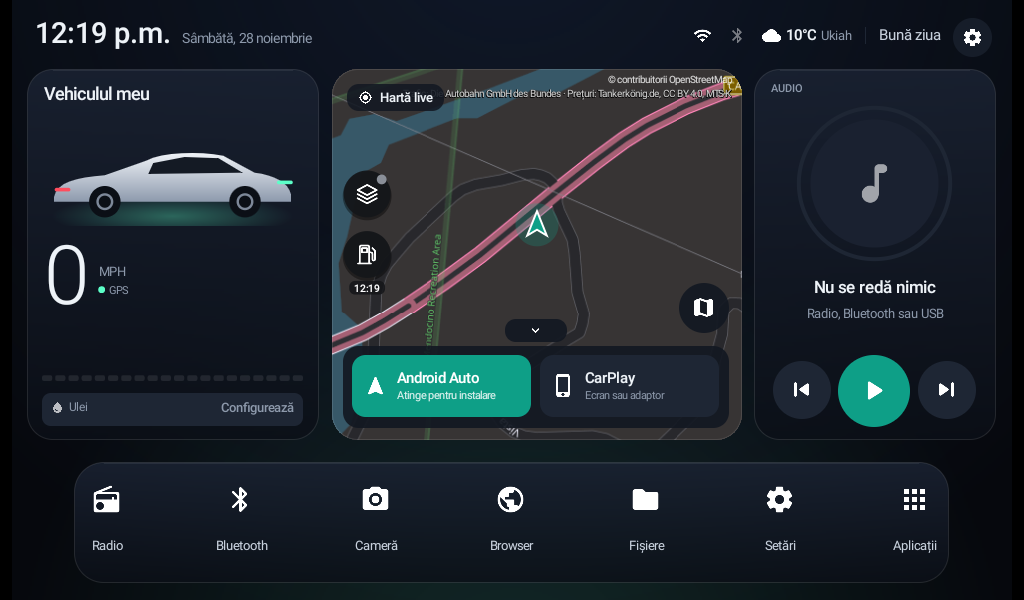 12:19 p.m.
Sâmbătă, 28 noiembrie
10°C Ukiah
Bună ziua
Vehiculul meu
0
MPH
GPS
Ulei
Configurează
© contribuitorii OpenStreetMap
Autobahn GmbH des Bundes · Prețuri: Tankerkönig.de, CC BY 4.0, MTS-K
Hartă live
12:19
Recreation Area
Android Auto
Atinge pentru instalare
CarPlay
Ecran sau adaptor
AUDIO
Nu se redă nimic
Radio, Bluetooth sau USB
Radio
Bluetooth
Cameră
Browser
Fișiere
Setări
Aplicații